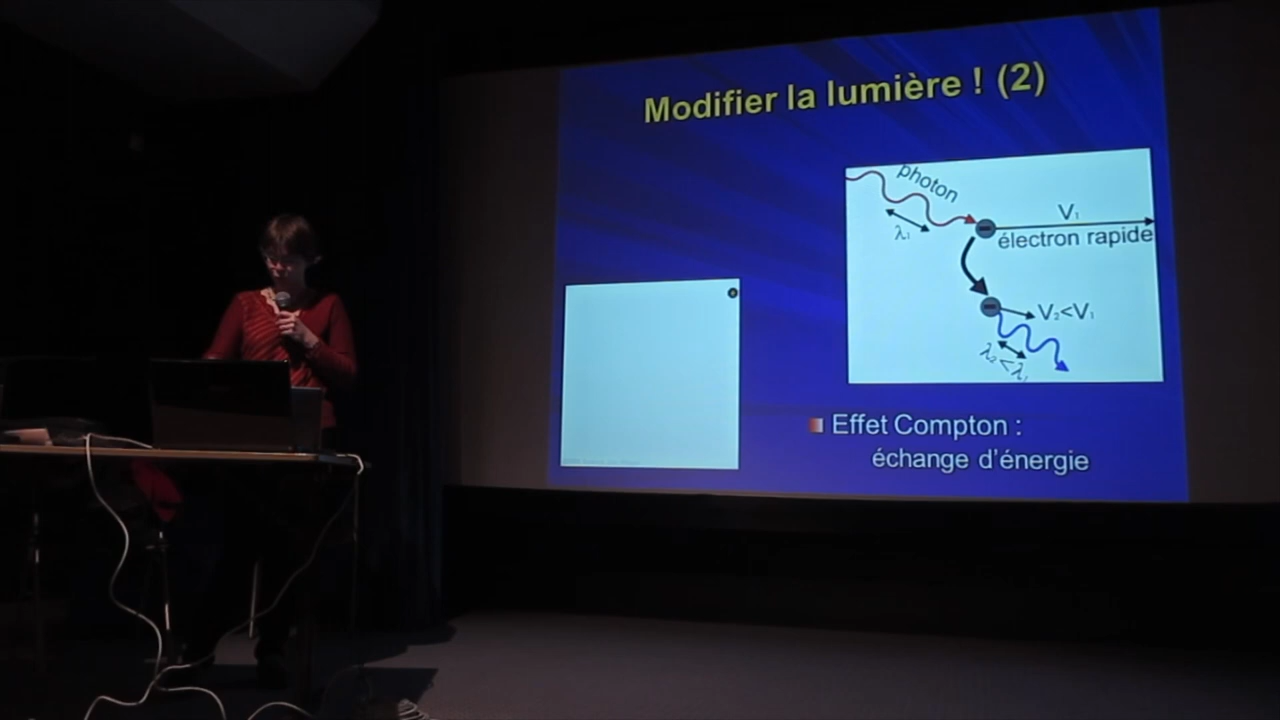 Modifier la lumière ! (2)
photon
λ₁
V₁
électron rapide
V₂<V₁
λ₂<λ₁
Effet Compton :
échange d'énergie